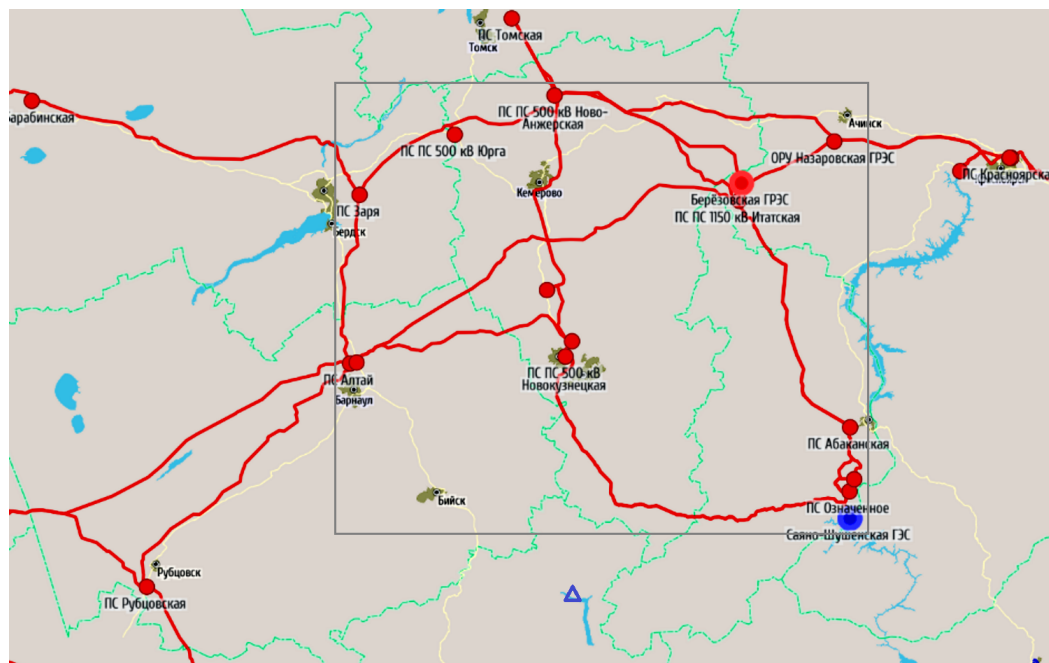 ПС Томская
Томск
арабинская
ПС ПС 500 кВ Ново-
Анжерская
Ачинск
ПС ПС 500 кВ Юрга
ОРУ Назаровская ГРЭС
ПС Красноярска
Кемерово
Берёзовская ГРЭС
ПС Заря
ПС ПС 1150 кВ Итатская
Бердск
ПС Алтай
ПС ПС 500 кВ
Новокузнецкая
Барнаул
ПС Абаканская
Бийск
ПС Означенное
Саяно-Шушенская ГЭС
Рубцовск
ПС Рубцовская